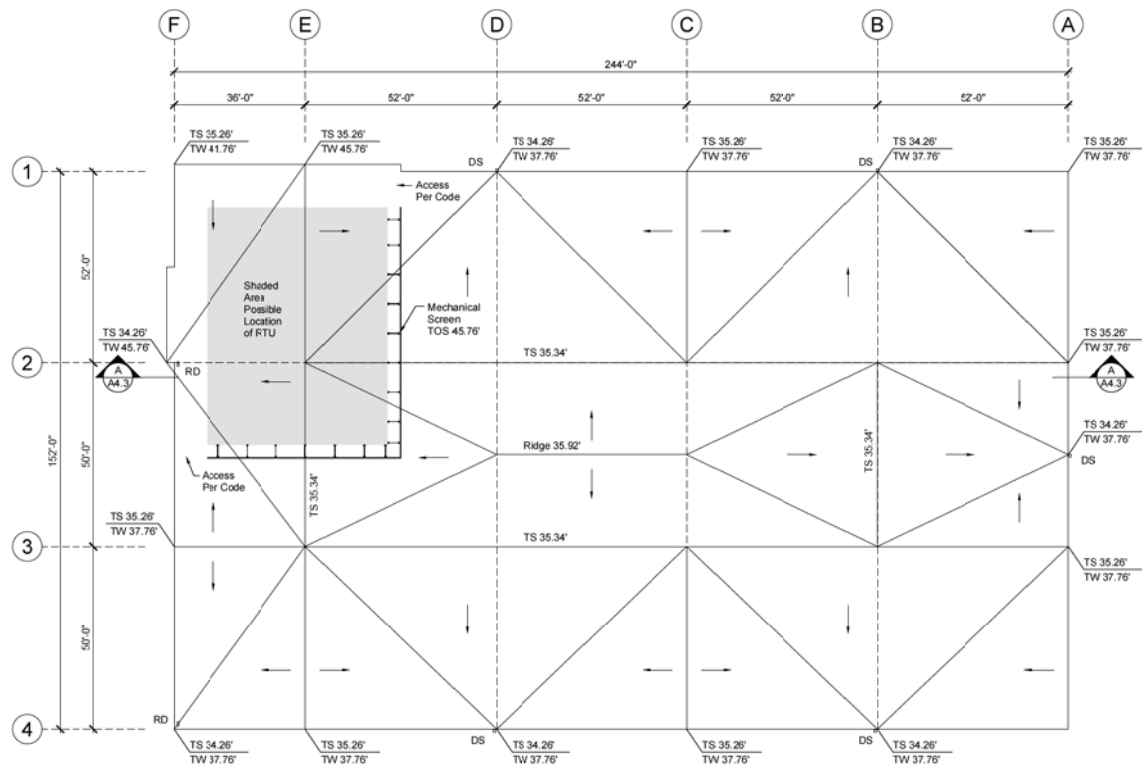 F
E
D
C
B
A
244'-0"
36'-0"
52'-0"
52'-0"
52'-0"
52'-0"
TS 35.26'
TW 41.76'
TS 35.26'
TW 45.76'
DS
TS 34.26'
TW 37.76'
TS 35.26'
TW 37.76'
DS
TS 34.26'
TW 37.76'
TS 35.26'
TW 37.76'
1
Access
Per Code
52'-0"
Shaded
Area
Possible
Location
of RTU
Mechanical
Screen
TOS 45.76'
TS 34.26'
TW 45.76'
TS 35.26'
TW 37.76'
2
TS 35.34'
RD
A
A4.3
A
A4.3
152'-0"
50'-0"
Ridge 35.92'
TS 35.34'
TS 34.26'
TW 37.76'
DS
Access
Per Code
TS 35.34'
TS 35.26'
TW 37.76'
3
TS 35.34'
TS 35.26'
TW 37.76'
50'-0"
RD
4
DS
DS
TS 34.26'
TW 37.76'
TS 35.26'
TW 37.76'
TS 34.26'
TW 37.76'
TS 35.26'
TW 37.76'
TS 34.26'
TW 37.76'